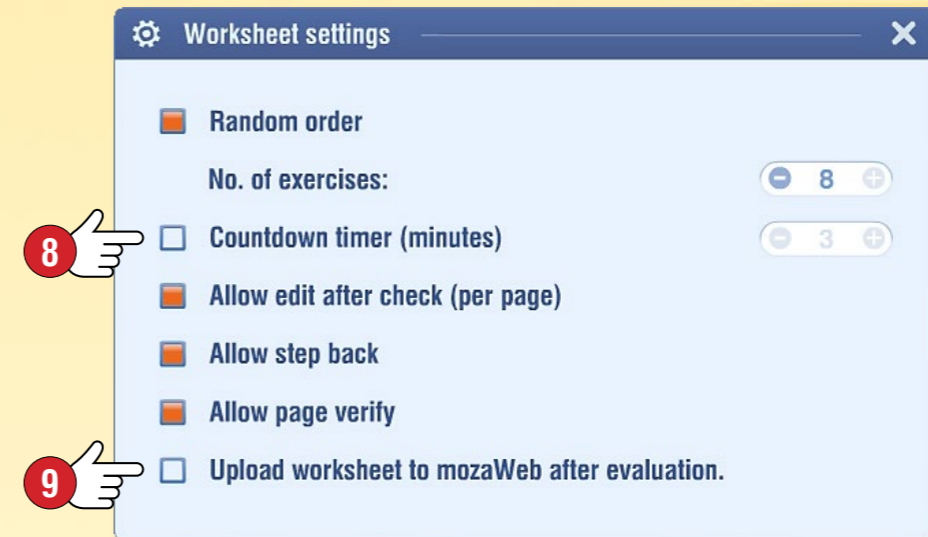 Worksheet settings
Random order
No. of exercises: 8
8 Countdown timer (minutes) 3
Allow edit after check (per page)
Allow step back
Allow page verify
9 Upload worksheet to mozaWeb after evaluation.